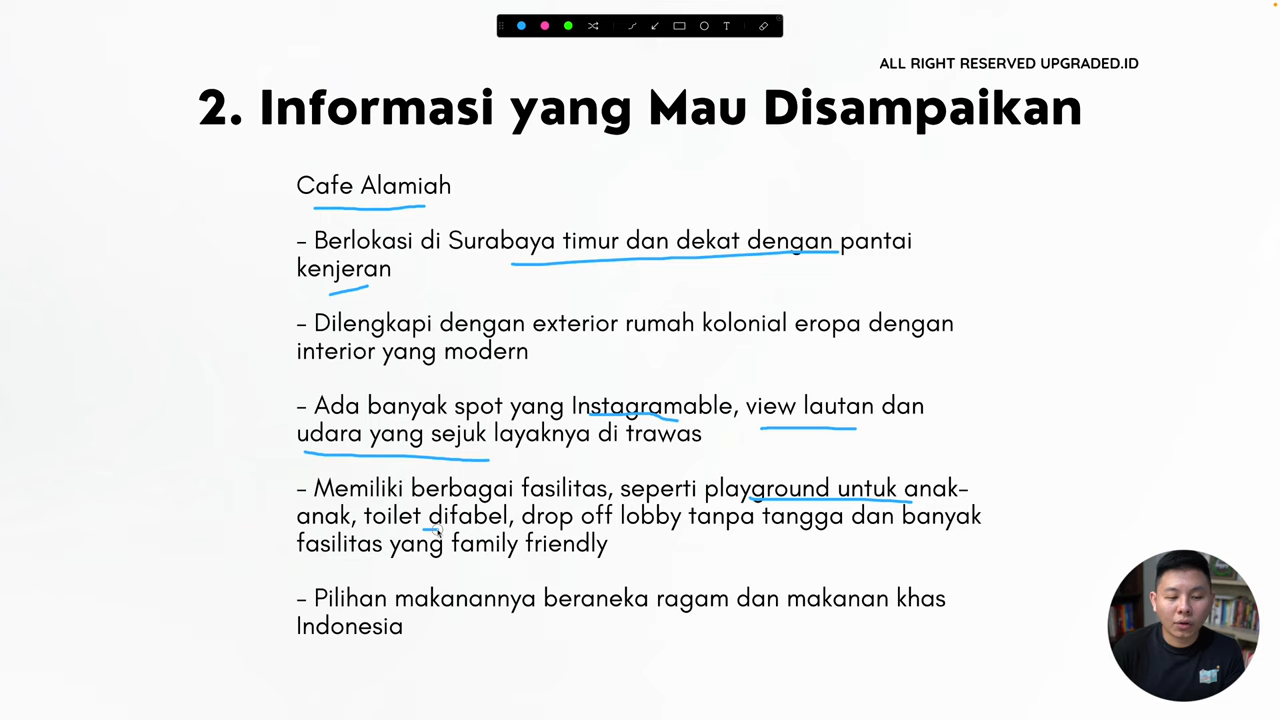 T
ALL RIGHT RESERVED UPGRADED.ID
2. Informasi yang Mau Disampaikan
Cafe Alamiah
- Berlokasi di Surabaya timur dan dekat dengan pantai
kenjeran
- Dilengkapi dengan exterior rumah kolonial eropa dengan
interior yang modern
- Ada banyak spot yang Instagramable, view lautan dan
udara yang sejuk layaknya di trawas
- Memiliki berbagai fasilitas, seperti playground untuk anak-
anak, toilet difabel, drop off lobby tanpa tangga dan banyak
fasilitas yang family friendly
- Pilihan makanannya beraneka ragam dan makanan khas
Indonesia